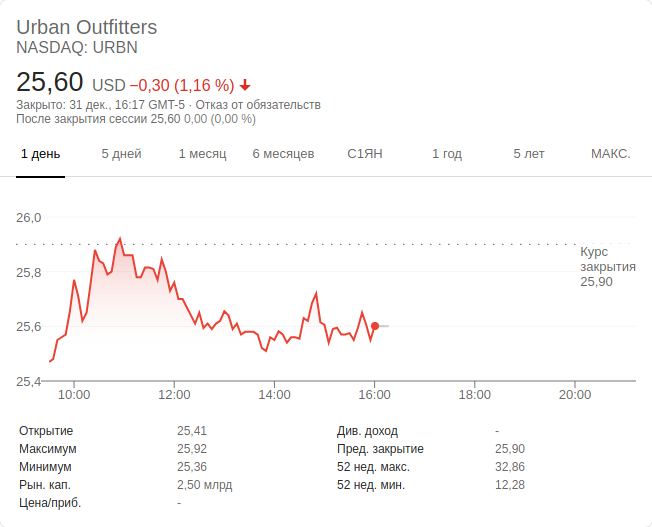 Urban Outfitters
NASDAQ: URBN
25,60 USD −0,30 (1,16 %)
Закрыто: 31 дек., 16:17 GMT-5 · Отказ от обязательств
После закрытия сессии 25,60 0,00 (0,00 %)
1 день 5 дней 1 месяц 6 месяцев С1ЯН 1 год 5 лет МАКС.
26,0
Курс
закрытия
25,90
25,8
25,6
25,4
10:00 12:00 14:00 16:00 18:00 20:00
Открытие 25,41 Див. доход -
Максимум 25,92 Пред. закрытие 25,90
Минимум 25,36 52 нед. макс. 32,86
Рын. кап. 2,50 млрд 52 нед. мин. 12,28
Цена/приб. -